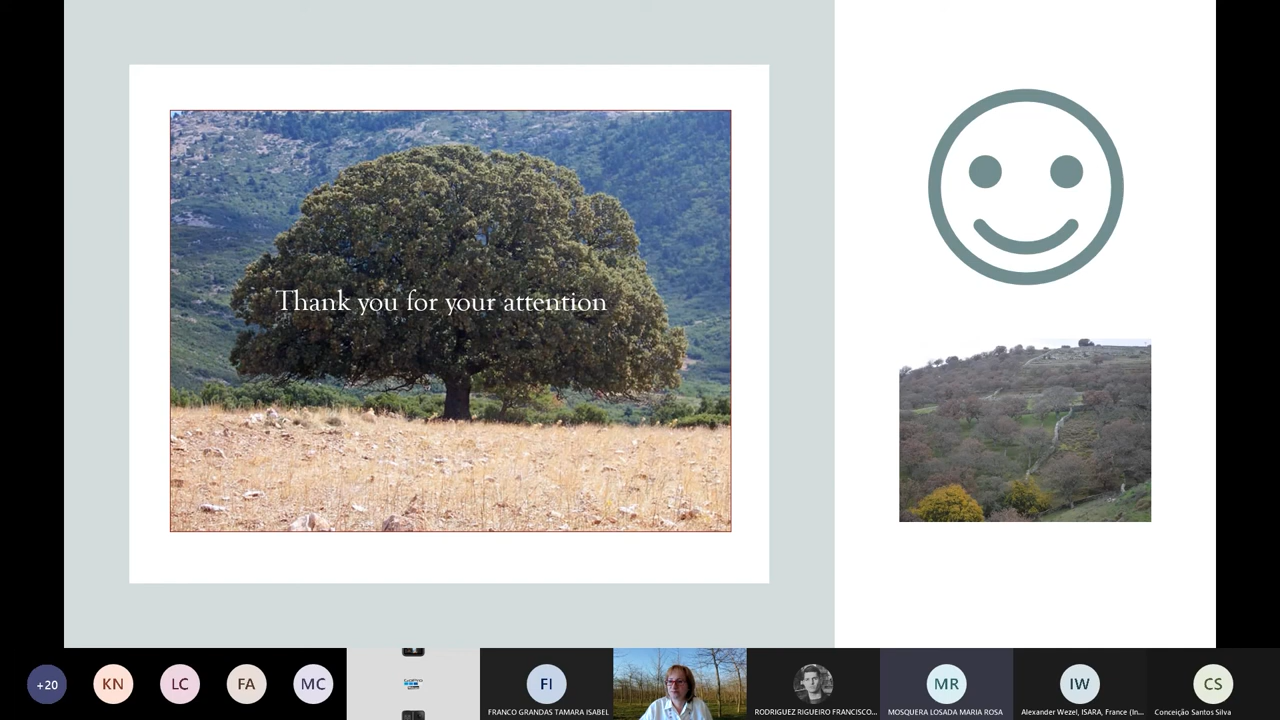 Thank you for your attention
+20
KN
LC
FA
MC
GoPro
FI
FRANCO GRANDAS TAMARA ISABEL
RODRIGUEZ RIGUEIRO FRANCISCO...
MR
MOSQUERA LOSADA MARIA ROSA
IW
Alexander Wezel, ISARA, France (In...
CS
Conceição Santos Silva